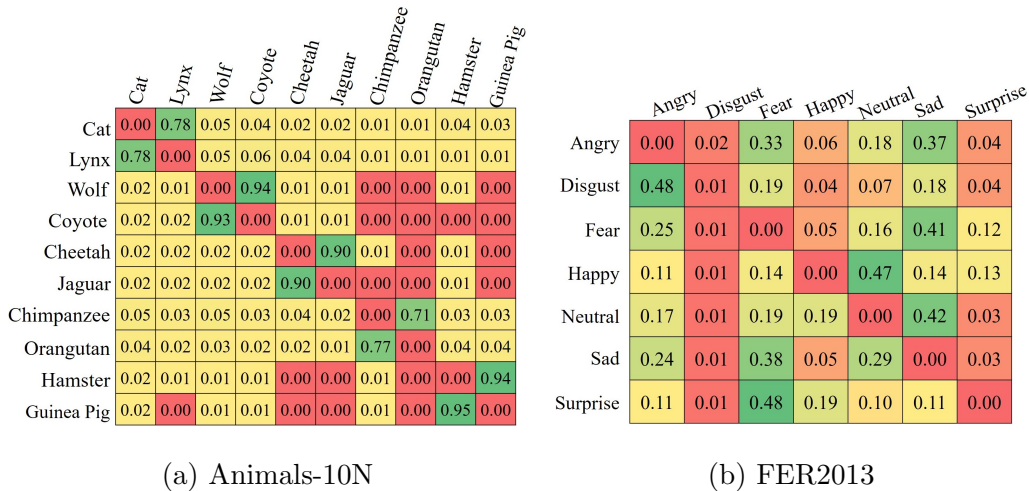 Cat Lynx Wolf Coyote Cheetah Jaguar Chimpanzee Orangutan Hamster Guinea Pig
Cat 0.00 0.78 0.05 0.04 0.02 0.02 0.01 0.01 0.04 0.03
Lynx 0.78 0.00 0.05 0.06 0.04 0.04 0.01 0.01 0.01 0.01
Wolf 0.02 0.01 0.00 0.94 0.01 0.01 0.00 0.00 0.01 0.00
Coyote 0.02 0.02 0.93 0.00 0.01 0.01 0.00 0.00 0.00 0.00
Cheetah 0.02 0.02 0.02 0.02 0.00 0.90 0.01 0.00 0.01 0.00
Jaguar 0.02 0.02 0.02 0.02 0.90 0.00 0.00 0.00 0.01 0.00
Chimpanzee 0.05 0.03 0.05 0.03 0.04 0.02 0.00 0.71 0.03 0.03
Orangutan 0.04 0.02 0.03 0.02 0.02 0.01 0.77 0.00 0.04 0.04
Hamster 0.02 0.01 0.01 0.01 0.00 0.00 0.01 0.00 0.00 0.94
Guinea Pig 0.02 0.00 0.01 0.01 0.00 0.00 0.01 0.00 0.95 0.00
(a) Animals-10N
Angry Disgust Fear Happy Neutral Sad Surprise
Angry 0.00 0.02 0.33 0.06 0.18 0.37 0.04
Disgust 0.48 0.01 0.19 0.04 0.07 0.18 0.04
Fear 0.25 0.01 0.00 0.05 0.16 0.41 0.12
Happy 0.11 0.01 0.14 0.00 0.47 0.14 0.13
Neutral 0.17 0.01 0.19 0.19 0.00 0.42 0.03
Sad 0.24 0.01 0.38 0.05 0.29 0.00 0.03
Surprise 0.11 0.01 0.48 0.19 0.10 0.11 0.00
(b) FER2013